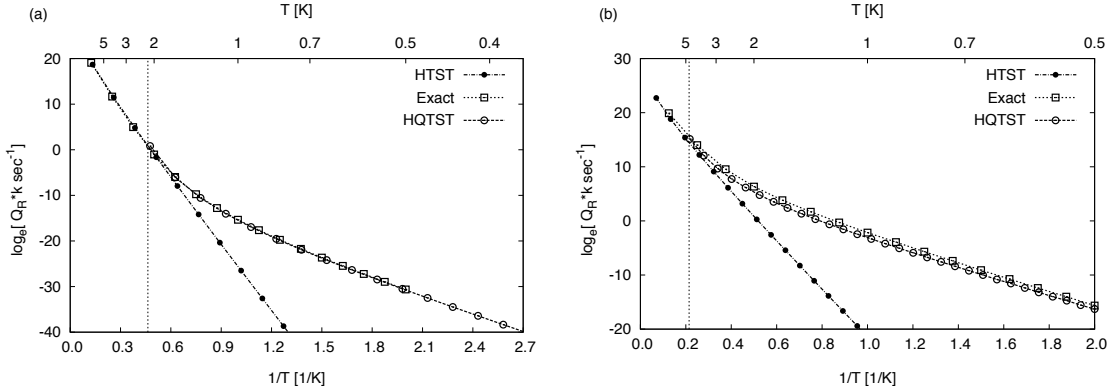 (a)
T [K]
5 3 2 1 0.7 0.5 0.4
20
10
0
-10
-20
-30
-40
log_e[ Q_R*k sec^-1]
HTST
Exact
HQTST
0.0 0.3 0.6 0.9 1.2 1.5 1.8 2.1 2.4 2.7
1/T [1/K]
(b)
T [K]
5 3 2 1 0.7 0.5
30
20
10
0
-10
-20
log_e[ Q_R*k sec^-1]
HTST
Exact
HQTST
0.0 0.2 0.4 0.6 0.8 1.0 1.2 1.4 1.6 1.8 2.0
1/T [1/K]